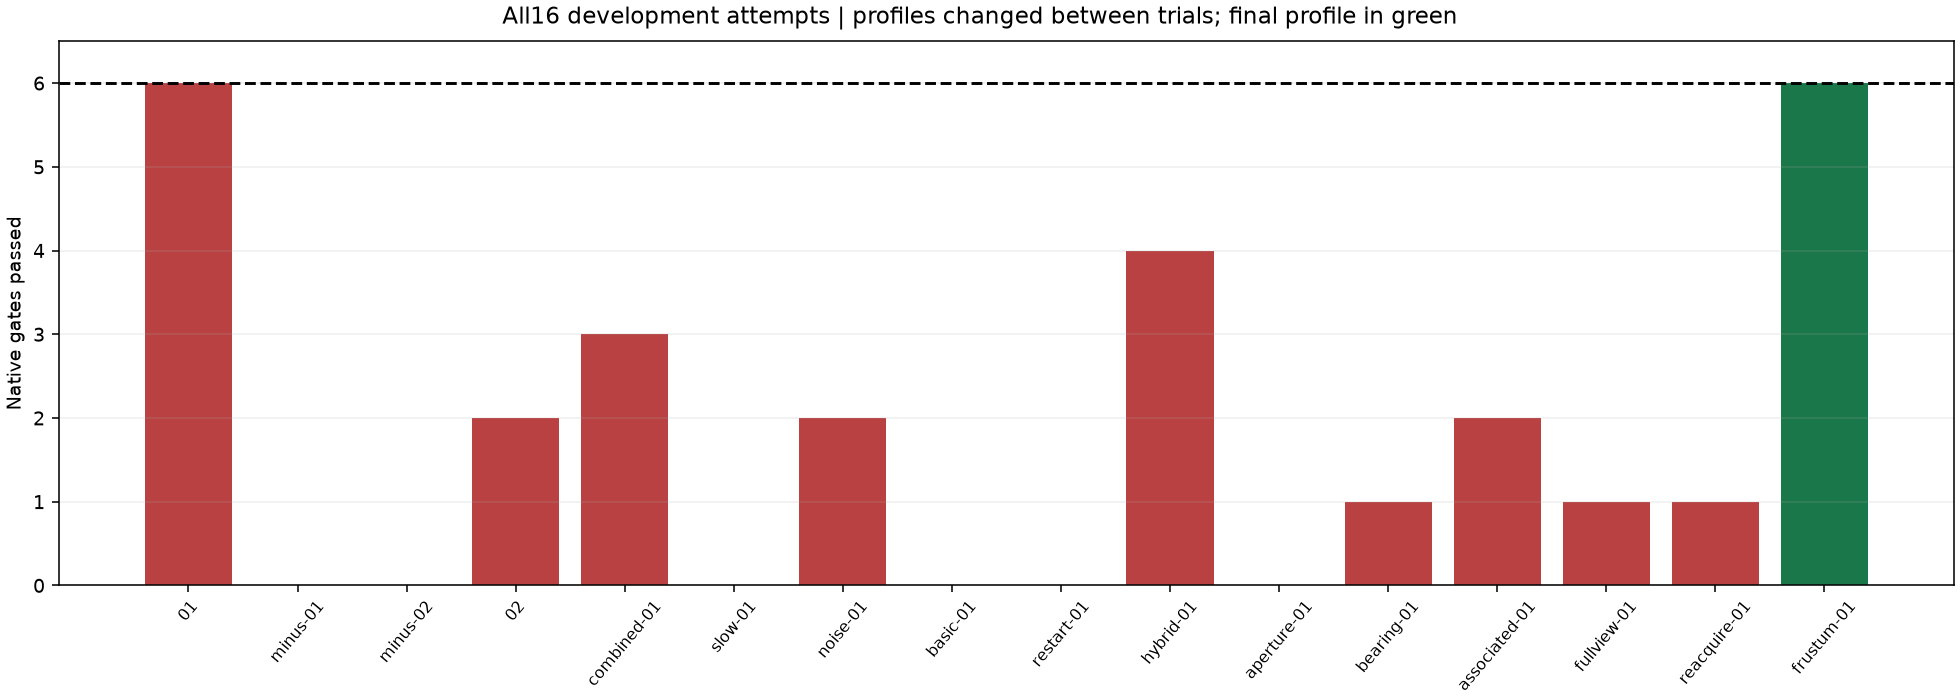 All16 development attempts | profiles changed between trials; final profile in green
Native gates passed
6
5
4
3
2
1
0
01
minus-01
minus-02
02
combined-01
slow-01
noise-01
basic-01
restart-01
hybrid-01
aperture-01
bearing-01
associated-01
fullview-01
reacquire-01
frustum-01